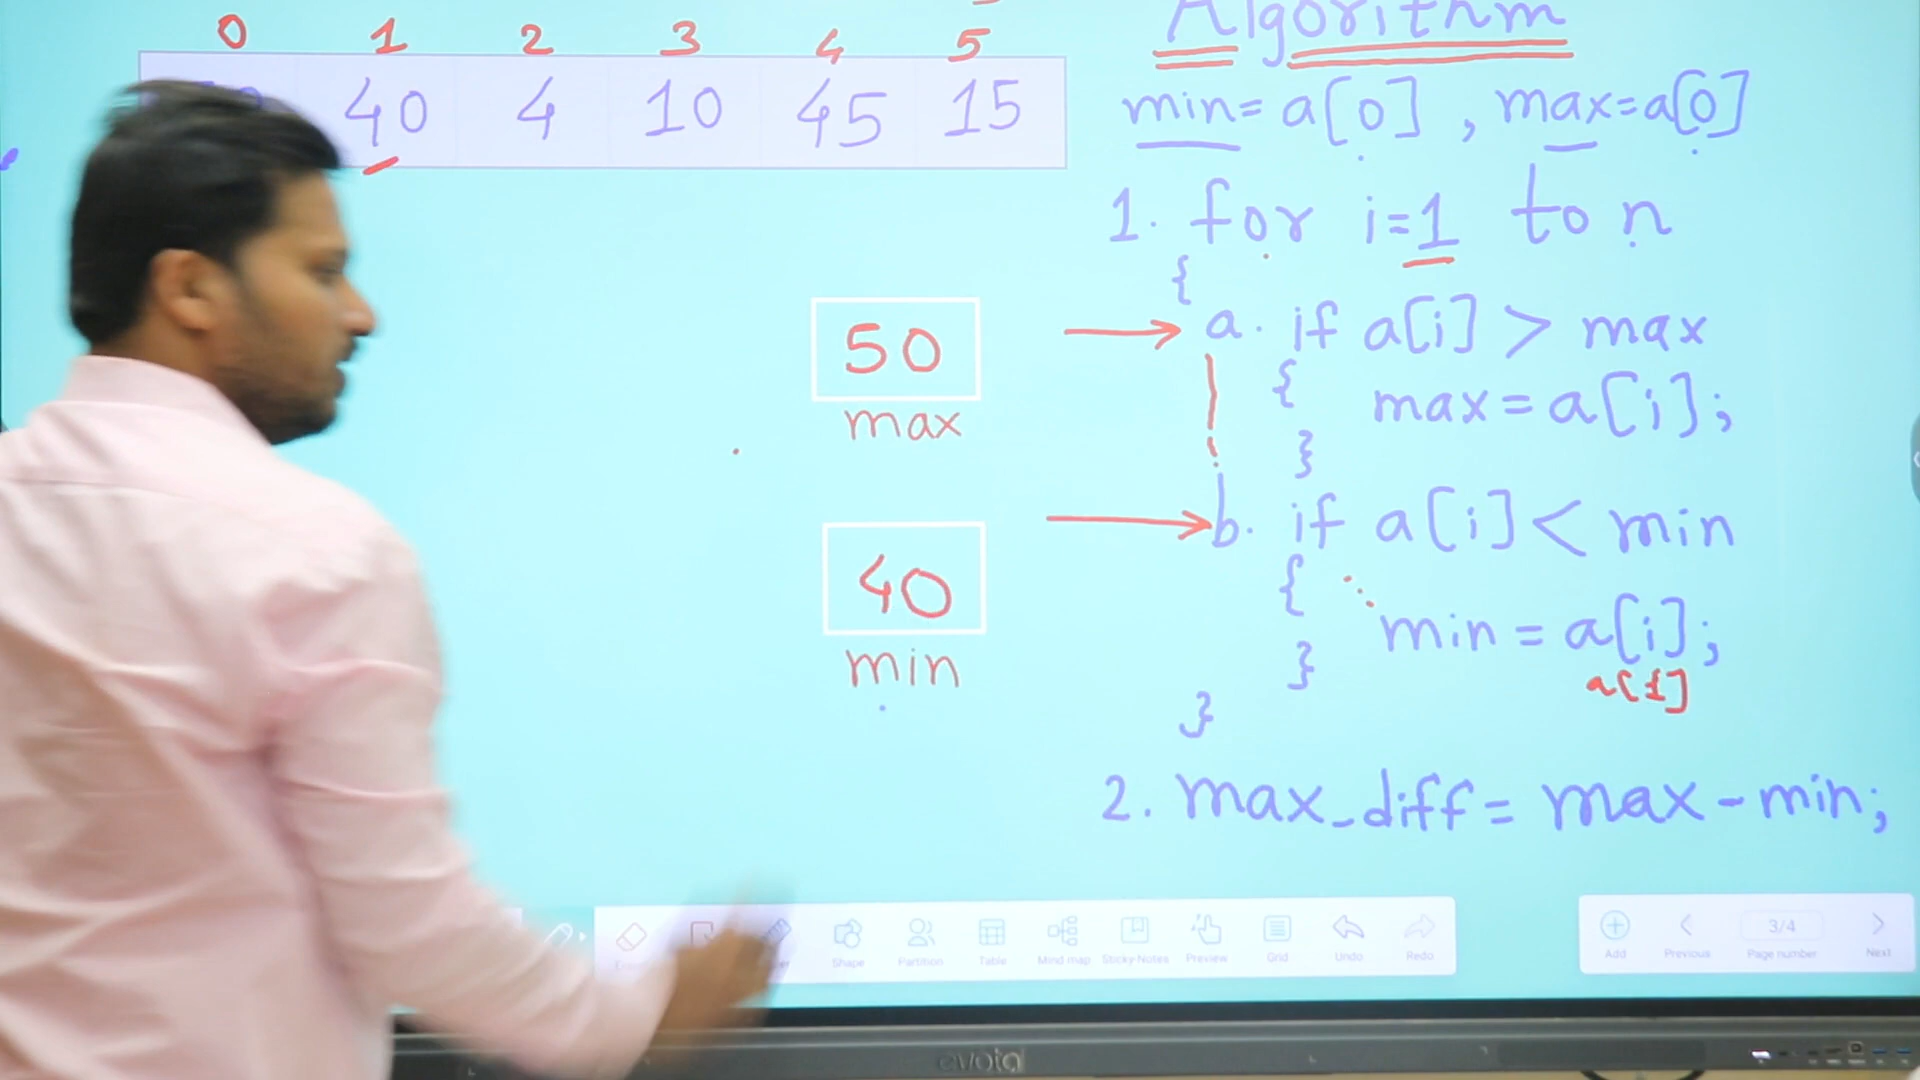 Algorithm
0 1 2 3 4 5
40 4 10 45 15
min= a[0] , max=a[0]
1. for i=1 to n
{
a. if a[i] > max
{ max=a[i];
}
b. if a[i]< min
{
min = a[i];
a[1]
}
}
2. max_diff = max-min;
50
max
40
min
Shape Partition Table Mind map Sticky-Notes Preview Grid Undo Redo
Add Previous 3/4 Page number Next